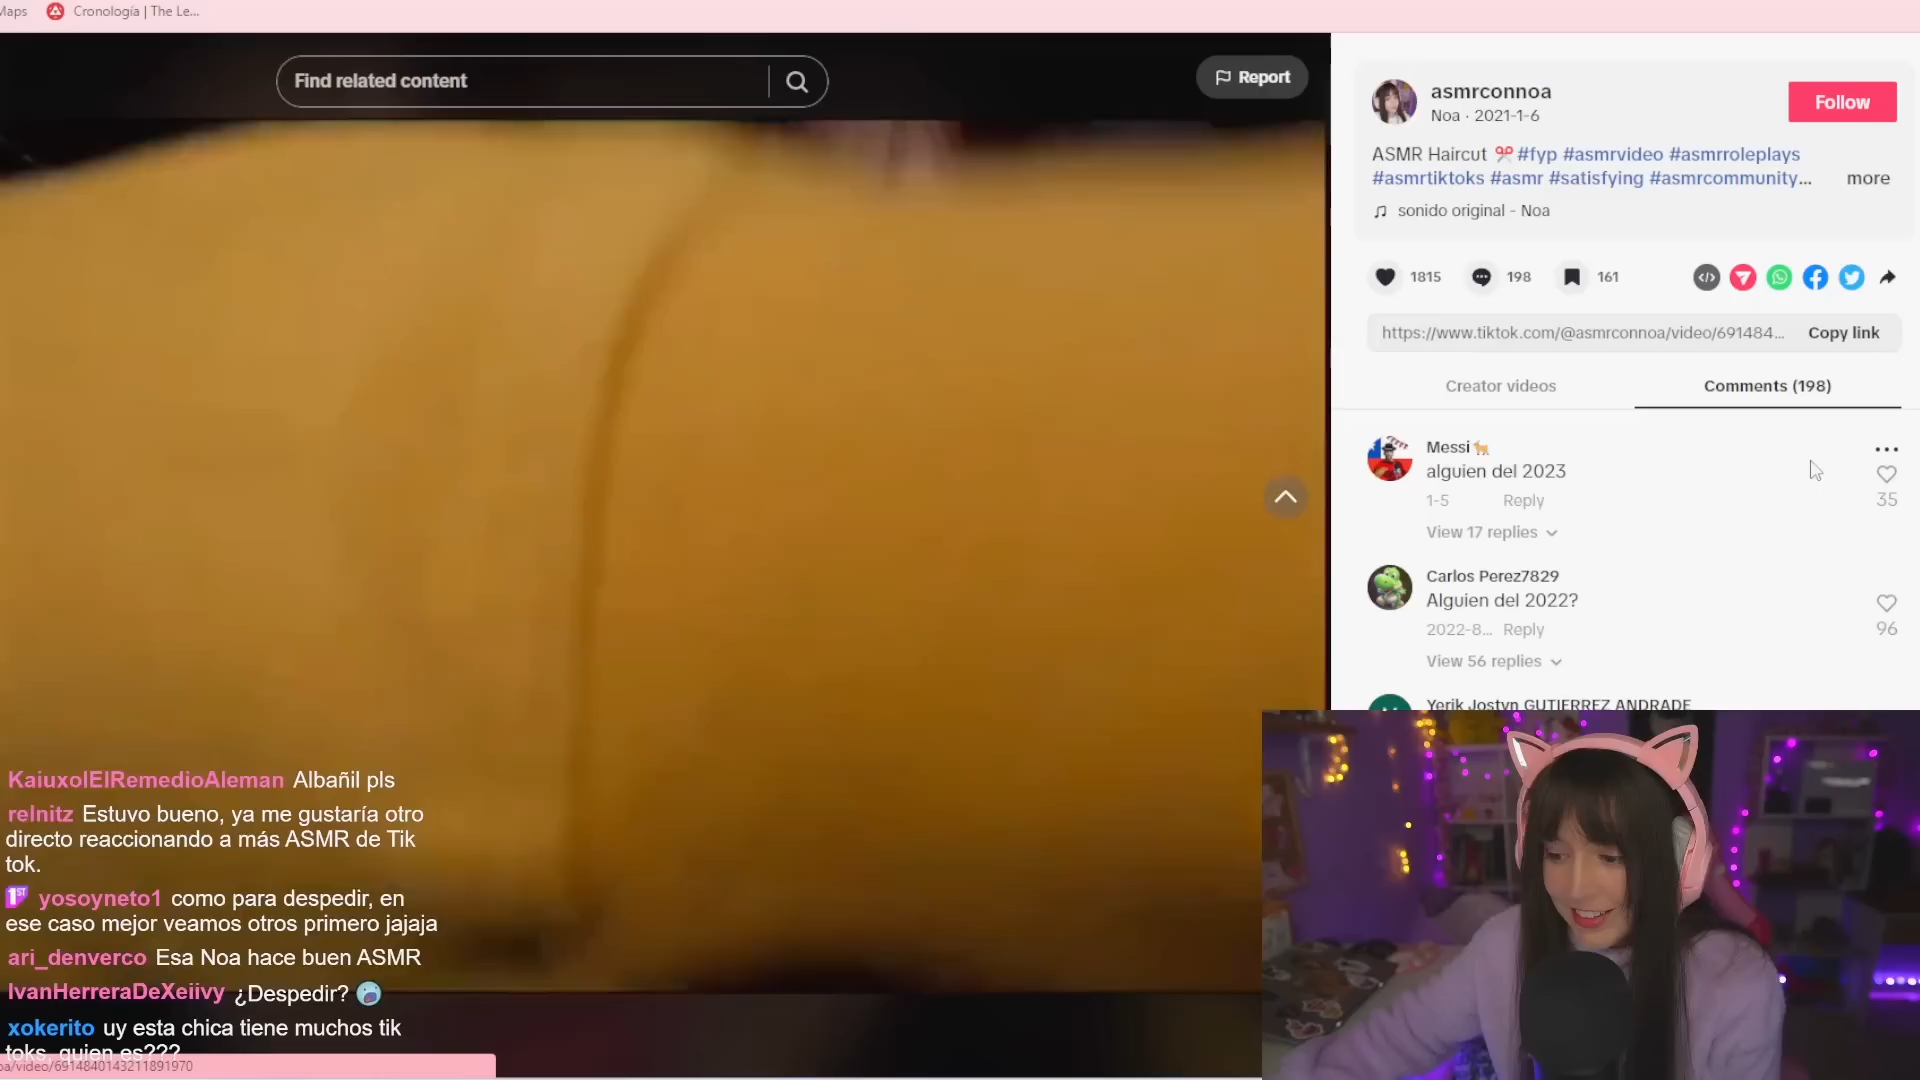 Maps Cronología | The Le...
Find related content
Report
asmrconnoa
Noa · 2021-1-6
Follow
ASMR Haircut ✂️ #fyp #asmrvideo #asmrroleplays
#asmrtiktoks #asmr #satisfying #asmrcommunity... more
♫ sonido original - Noa
1815 198 161
https://www.tiktok.com/@asmrconnoa/video/691484... Copy link
Creator videos Comments (198)
Messi🐐
alguien del 2023
1-5 Reply
35
View 17 replies
Carlos Perez7829
Alguien del 2022?
2022-8... Reply
96
View 56 replies
Yerik Jostyn GUTIERREZ ANDRADE
KaiuxolElRemedioAleman Albañil pls
relnitz Estuvo bueno, ya me gustaría otro
directo reaccionando a más ASMR de Tik
tok.
1ST yosoyneto1 como para despedir, en
ese caso mejor veamos otros primero jajaja
ari_denverco Esa Noa hace buen ASMR
IvanHerreraDeXeiivy ¿Despedir?
xokerito uy esta chica tiene muchos tik
toks, quien es???
oa/video/6914840143211891970